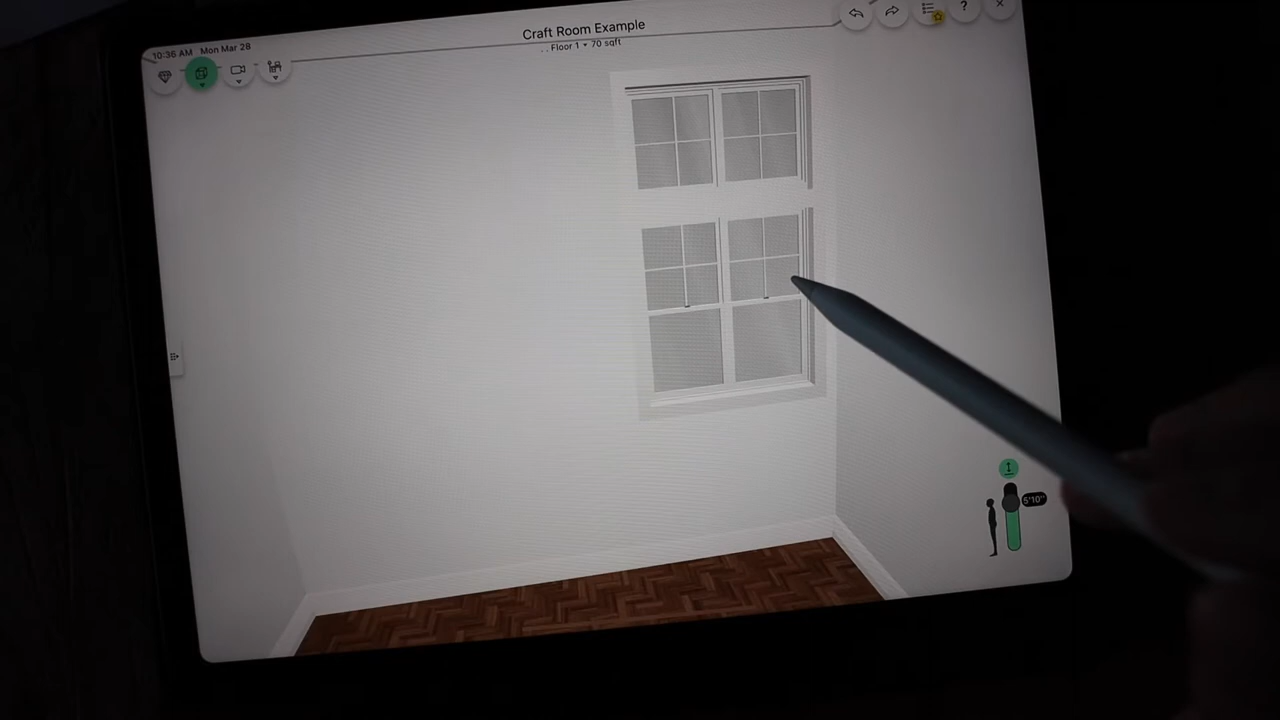 10:36 AM Mon Mar 28
Craft Room Example
Floor 1 • 70 sqft
?
5'10"